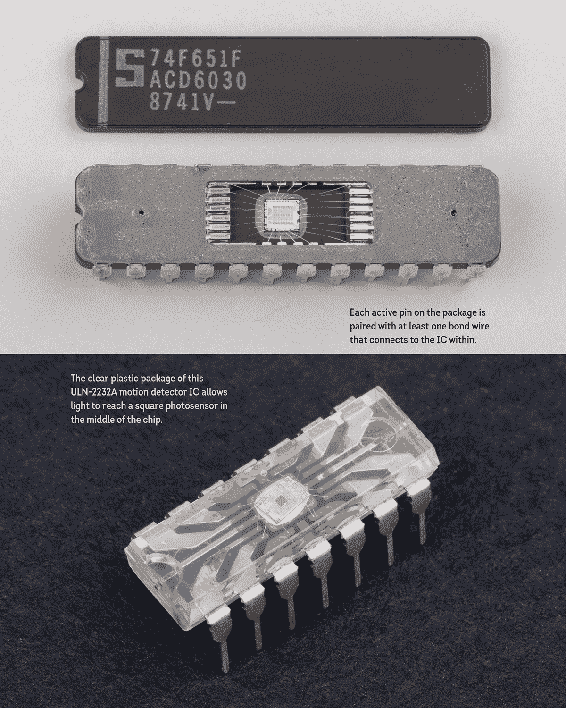 S 74F651F
ACD6030
8741V—
Each active pin on the package is
paired with at least one bond wire
that connects to the IC within.
The clear plastic package of this
ULN-2232A motion detector IC allows
light to reach a square photosensor in
the middle of the chip.